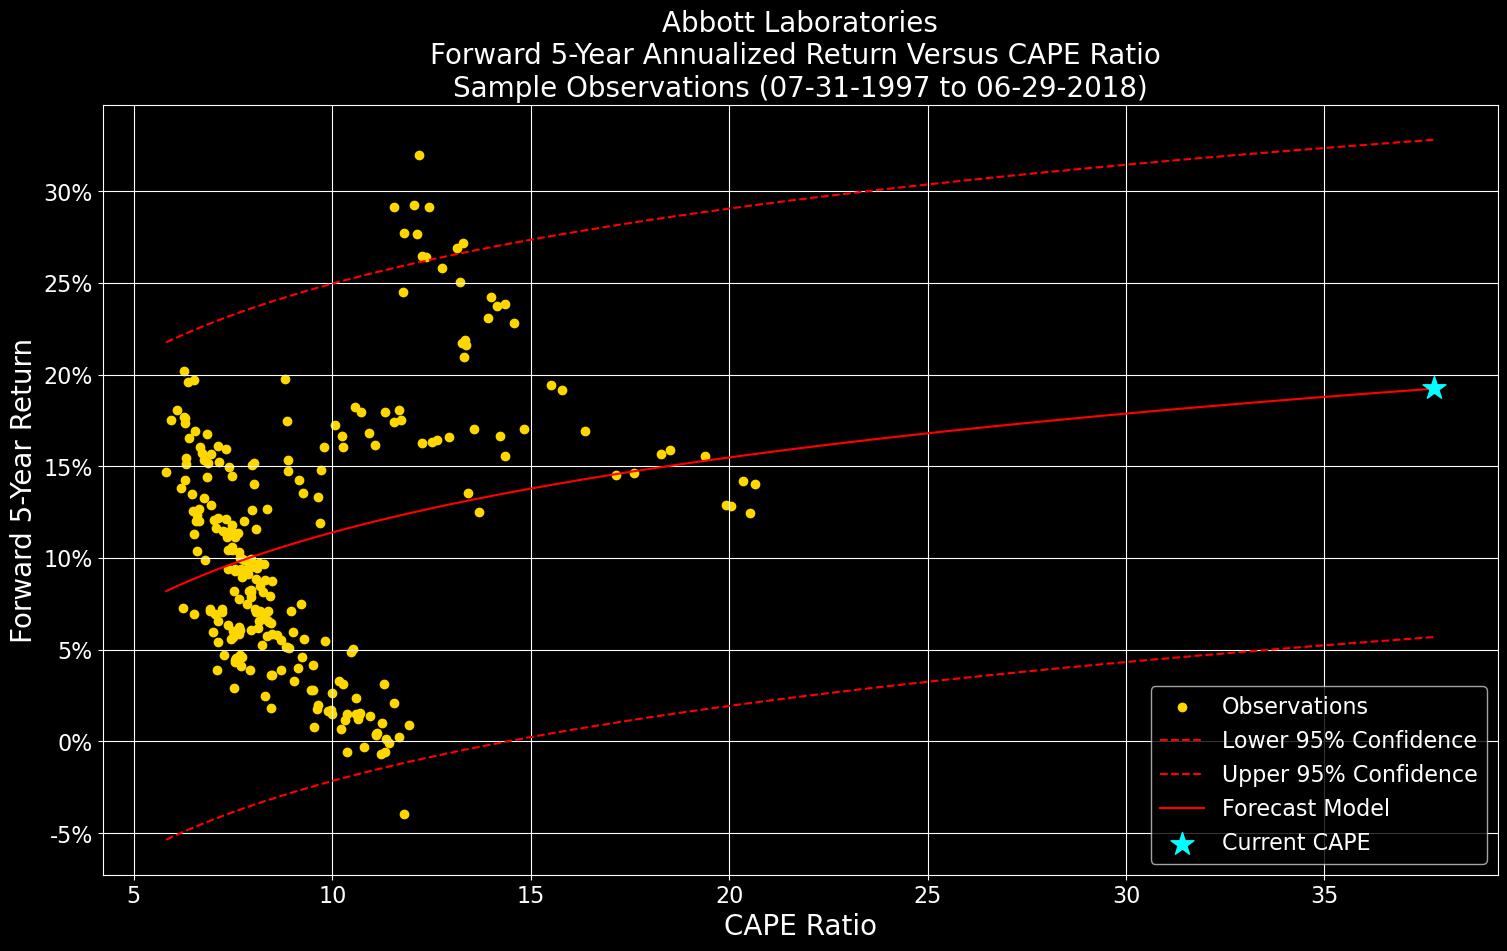 Abbott Laboratories
Forward 5-Year Annualized Return Versus CAPE Ratio
Sample Observations (07-31-1997 to 06-29-2018)
Forward 5-Year Return
30%
25%
20%
15%
10%
5%
0%
-5%
5 10 15 20 25 30 35
CAPE Ratio
Observations
Lower 95% Confidence
Upper 95% Confidence
Forecast Model
Current CAPE